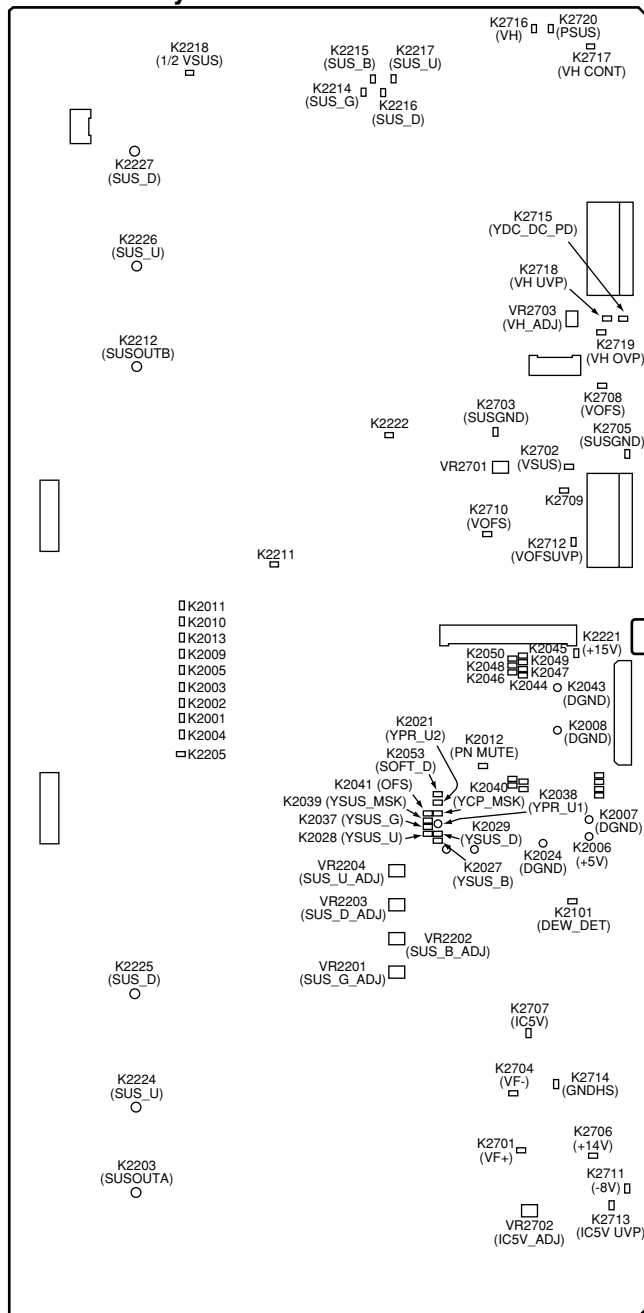 K2716
(VH)
K2720
(PSUS)
K2717
(VH CONT)
K2218
(1/2 VSUS)
K2215
(SUS_B)
K2217
(SUS_U)
K2214
(SUS_G)
K2216
(SUS_D)
K2227
(SUS_D)
K2226
(SUS_U)
K2212
(SUSOUTB)
K2715
(YDC_DC_PD)
K2718
(VH UVP)
VR2703
(VH_ADJ)
K2719
(VH OVP)
K2708
(VOFS)
K2703
(SUSGND)
K2705
(SUSGND)
K2222
K2702
(VSUS)
VR2701
K2709
K2710
(VOFS)
K2712
(VOFSUVP)
K2211
K2011
K2010
K2013
K2009
K2005
K2003
K2002
K2001
K2004
K2205
K2221
(+15V)
K2045
K2050
K2049
K2048
K2047
K2046
K2044
K2043
(DGND)
K2008
(DGND)
K2021
(YPR_U2)
K2012
(PN MUTE)
K2053
(SOFT_D)
K2041 (OFS)
K2040
(YCP_MSK)
K2038
(YPR_U1)
K2039 (YSUS_MSK)
K2037 (YSUS_G)
K2029
(YSUS_D)
K2028 (YSUS_U)
K2007
(DGND)
K2006
(+5V)
K2024
(DGND)
K2027
(YSUS_B)
VR2204
(SUS_U_ADJ)
VR2203
(SUS_D_ADJ)
K2101
(DEW_DET)
VR2202
(SUS_B_ADJ)
VR2201
(SUS_G_ADJ)
K2225
(SUS_D)
K2707
(IC5V)
K2704
(VF-)
K2714
(GNDHS)
K2224
(SUS_U)
K2706
(+14V)
K2701
(VF+)
K2203
(SUSOUTA)
K2711
(-8V)
K2713
(IC5V UVP)
VR2702
(IC5V_ADJ)